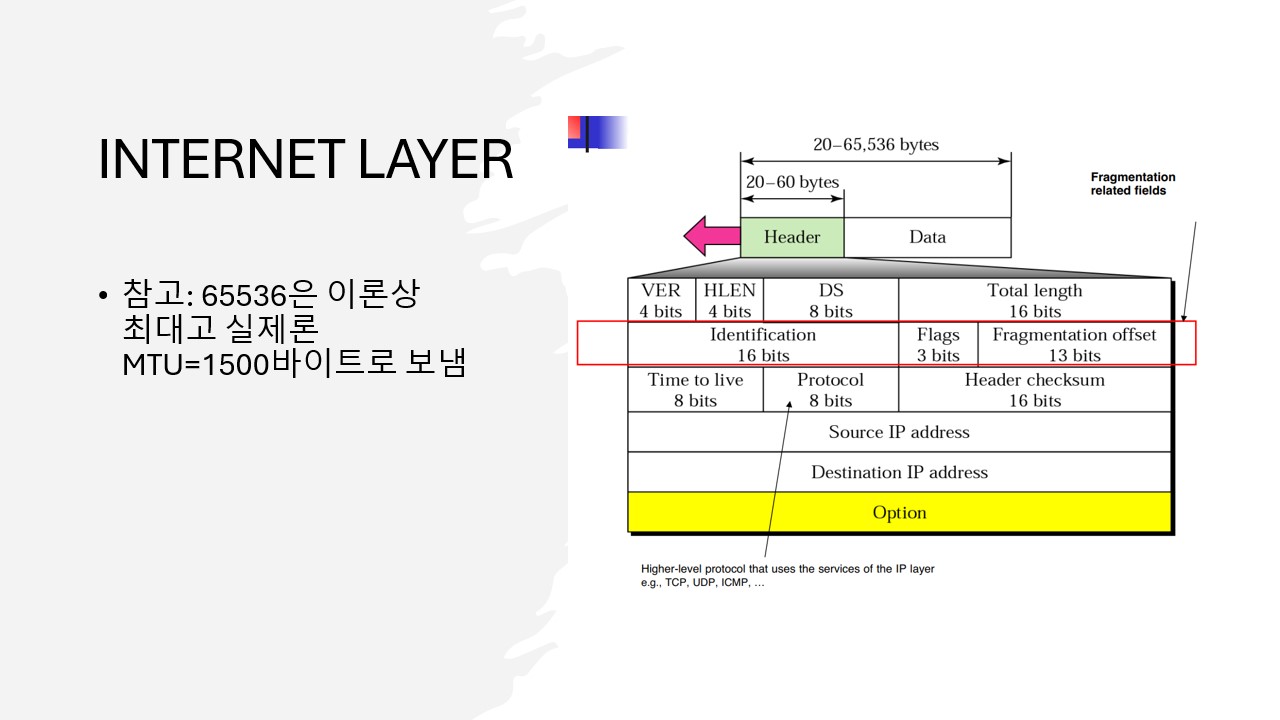 INTERNET LAYER
• 참고: 65536은 이론상
최대고 실제론
MTU=1500바이트로 보냄
20–65,536 bytes
20–60 bytes
Fragmentation
related fields
Header
Data
VER
4 bits
HLEN
4 bits
DS
8 bits
Total length
16 bits
Identification
16 bits
Flags
3 bits
Fragmentation offset
13 bits
Time to live
8 bits
Protocol
8 bits
Header checksum
16 bits
Source IP address
Destination IP address
Option
Higher-level protocol that uses the services of the IP layer
e.g., TCP, UDP, ICMP, ...